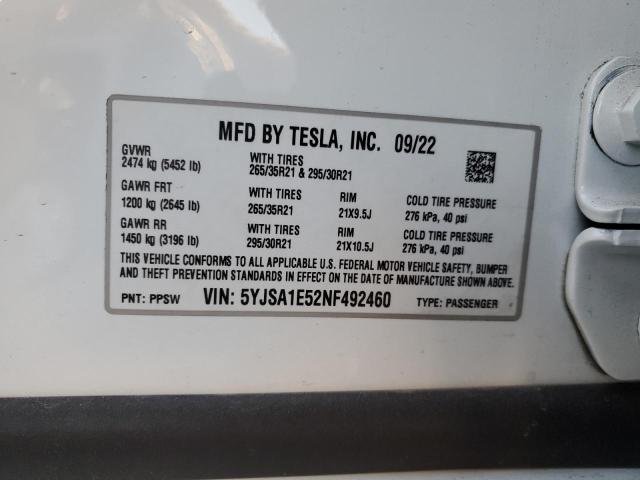 MFD BY TESLA, INC. 09/22
GVWR
2474 kg (5452 lb)
WITH TIRES
265/35R21 & 295/30R21
GAWR FRT
1200 kg (2645 lb)
WITH TIRES
265/35R21
RIM
21X9.5J
COLD TIRE PRESSURE
276 kPa, 40 psi
GAWR RR
1450 kg (3196 lb)
WITH TIRES
295/30R21
RIM
21X10.5J
COLD TIRE PRESSURE
276 kPa, 40 psi
THIS VEHICLE CONFORMS TO ALL APPLICABLE U.S. FEDERAL MOTOR VEHICLE SAFETY, BUMPER
AND THEFT PREVENTION STANDARDS IN EFFECT ON THE DATE OF MANUFACTURE SHOWN ABOVE.
PNT: PPSW VIN: 5YJSA1E52NF492460 TYPE: PASSENGER